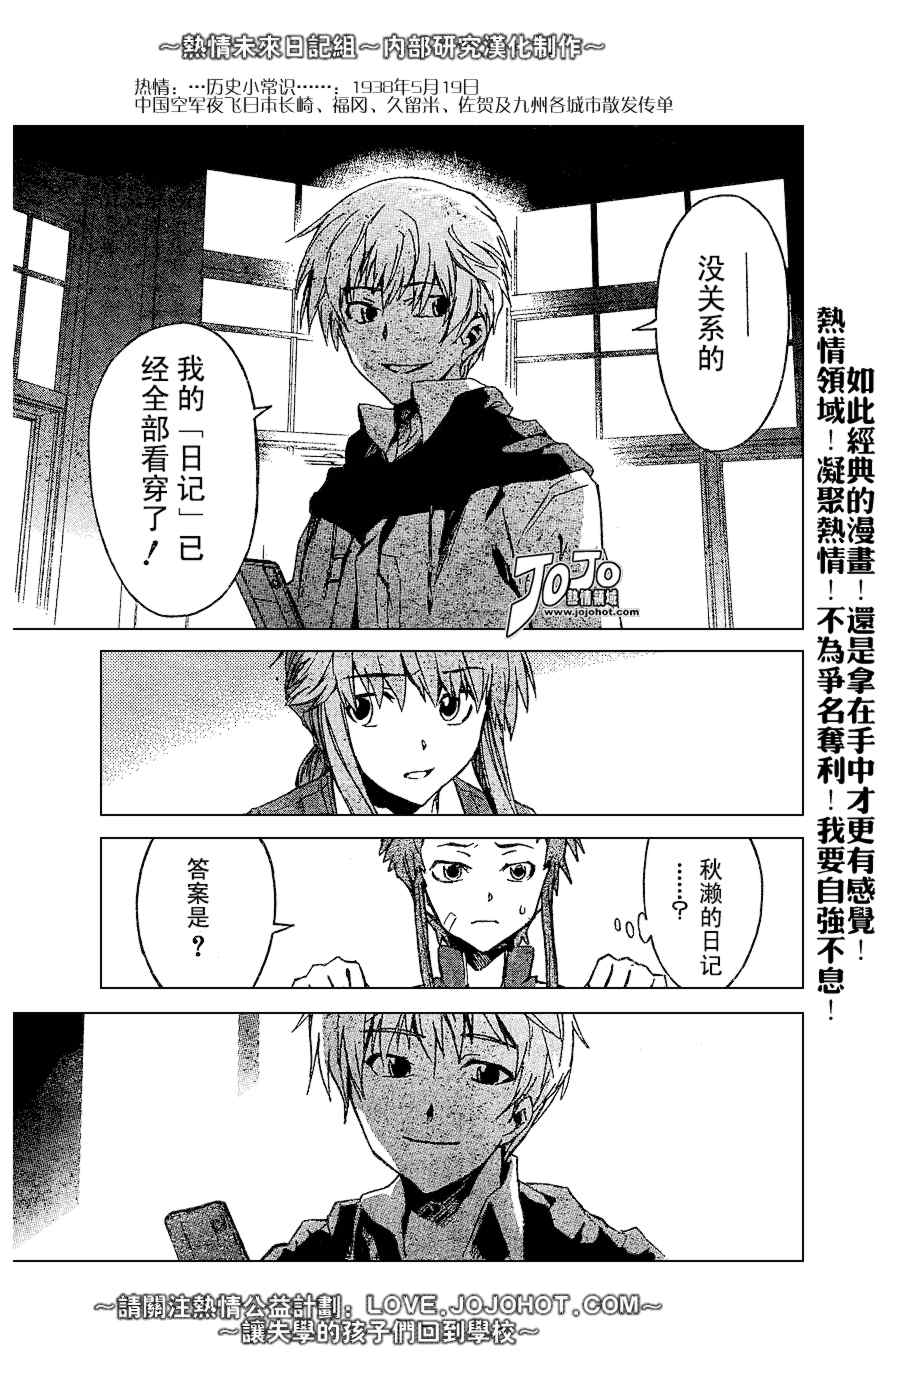 ～熱情未來日記組～內部研究漢化制作～
热情：…历史小常识……：1938年5月19日
中国空军夜飞日本长崎、福冈、久留米、佐贺及九州各城市散发传单
——
没关系的
我的「日记」已
经全部看穿了！
JOJO
熱情領域
www.jojohot.com
秋濑的日记
……？
答案是？
如此經典的漫畫！還是拿在手中才更有感覺！
熱情領域！凝聚熱情！不為爭名奪利！我要自強不息！
～請關注熱情公益計劃：LOVE.JOJOHOT.COM～
～讓失學的孩子們回到學校～